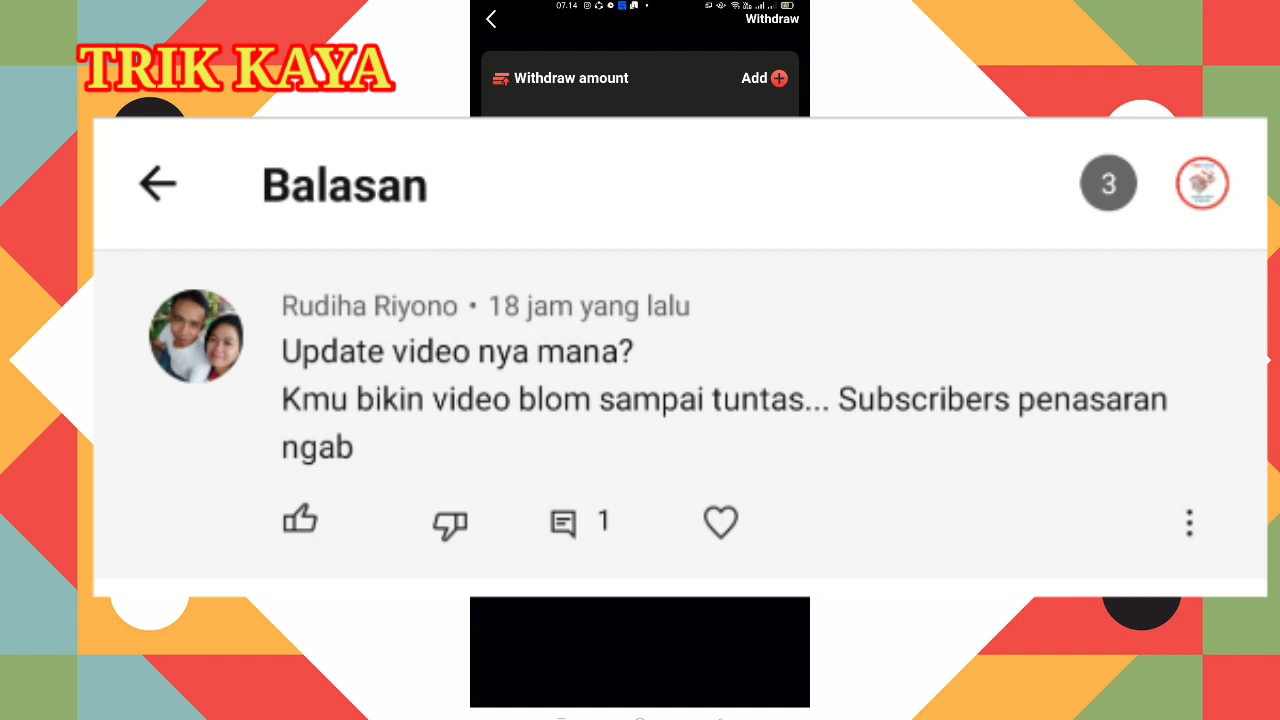 07.14
Withdraw
TRIK KAYA
Withdraw amount
Add
Balasan
3
Rudiha Riyono • 18 jam yang lalu
Update video nya mana?
Kmu bikin video blom sampai tuntas... Subscribers penasaran
ngab
1